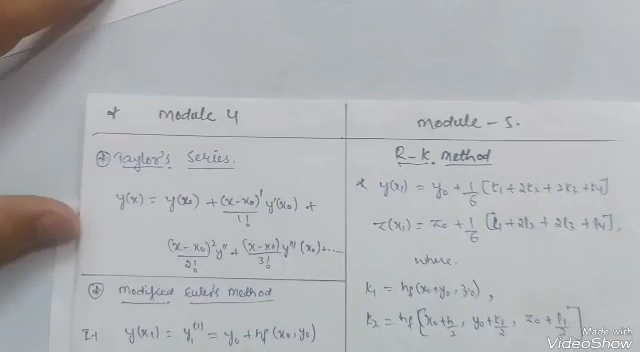 Module 4
Taylor's Series.
y(x) = y(x0) + (x-x0)¹/1! y'(x0) +
(x-x0)²/2! y'' + (x-x0)/3! y''' (x0) + ....
Modified Euler's Method
I-1 y(x1) = y1^(1) = y0 + hf(x0, y0)
Module - 5.
R-K method
y(x1) = y0 + 1/6 [k1 + 2k2 + 2k3 + k4]
z(x1) = z0 + 1/6 [l1 + 2l2 + 2l3 + l4],
where.
k1 = hf(x0+y0, z0),
k2 = hf[x0+h/2, y0+k1/2, z0+l1/2]
Made with
VideoShow